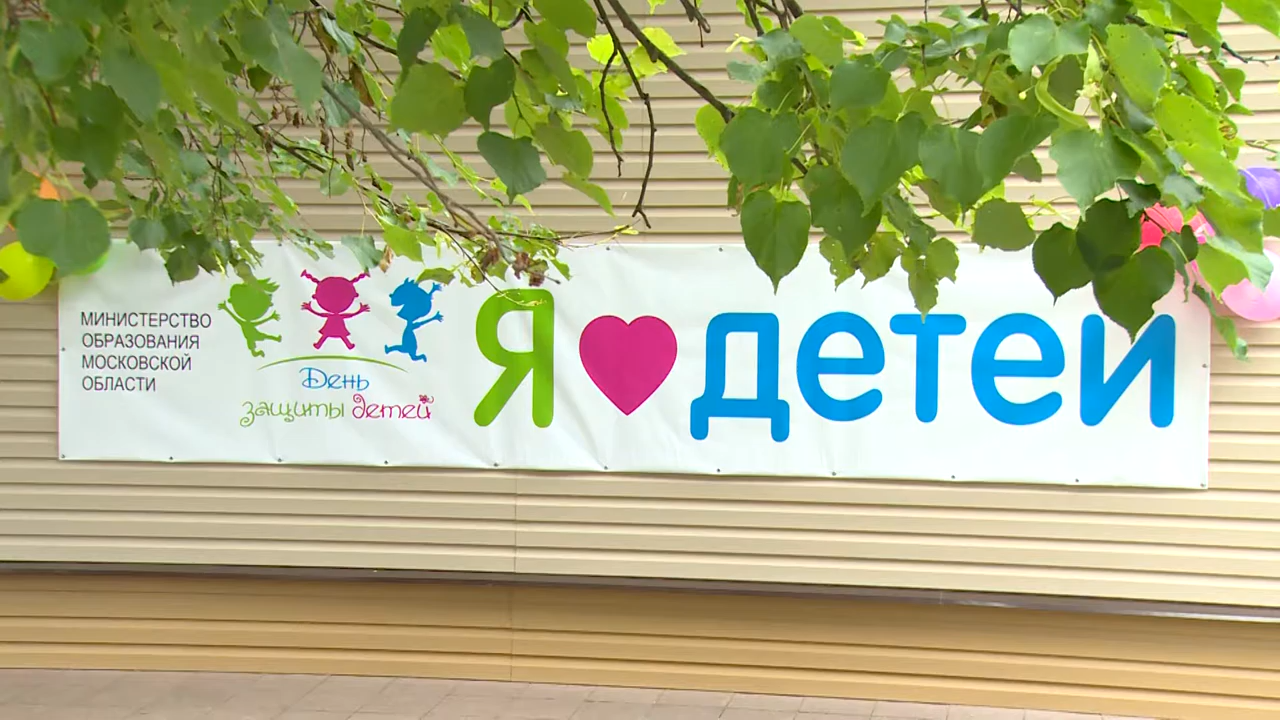 МИНИСТЕРСТВО
ОБРАЗОВАНИЯ
МОСКОВСКОЙ
ОБЛАСТИ
День
защиты детей
Я детей